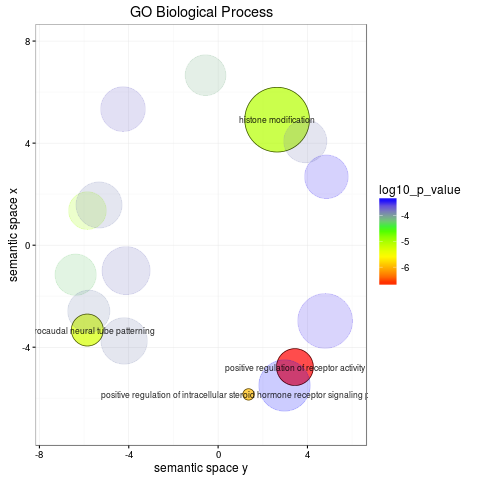 GO Biological Process
8
4
0
-4
-8
-4
0
4
semantic space x
semantic space y
histone modification
rocaudal neural tube patterning
positive regulation of receptor activity
positive regulation of intracellular steroid hormone receptor signaling p
log10_p_value
-4
-5
-6